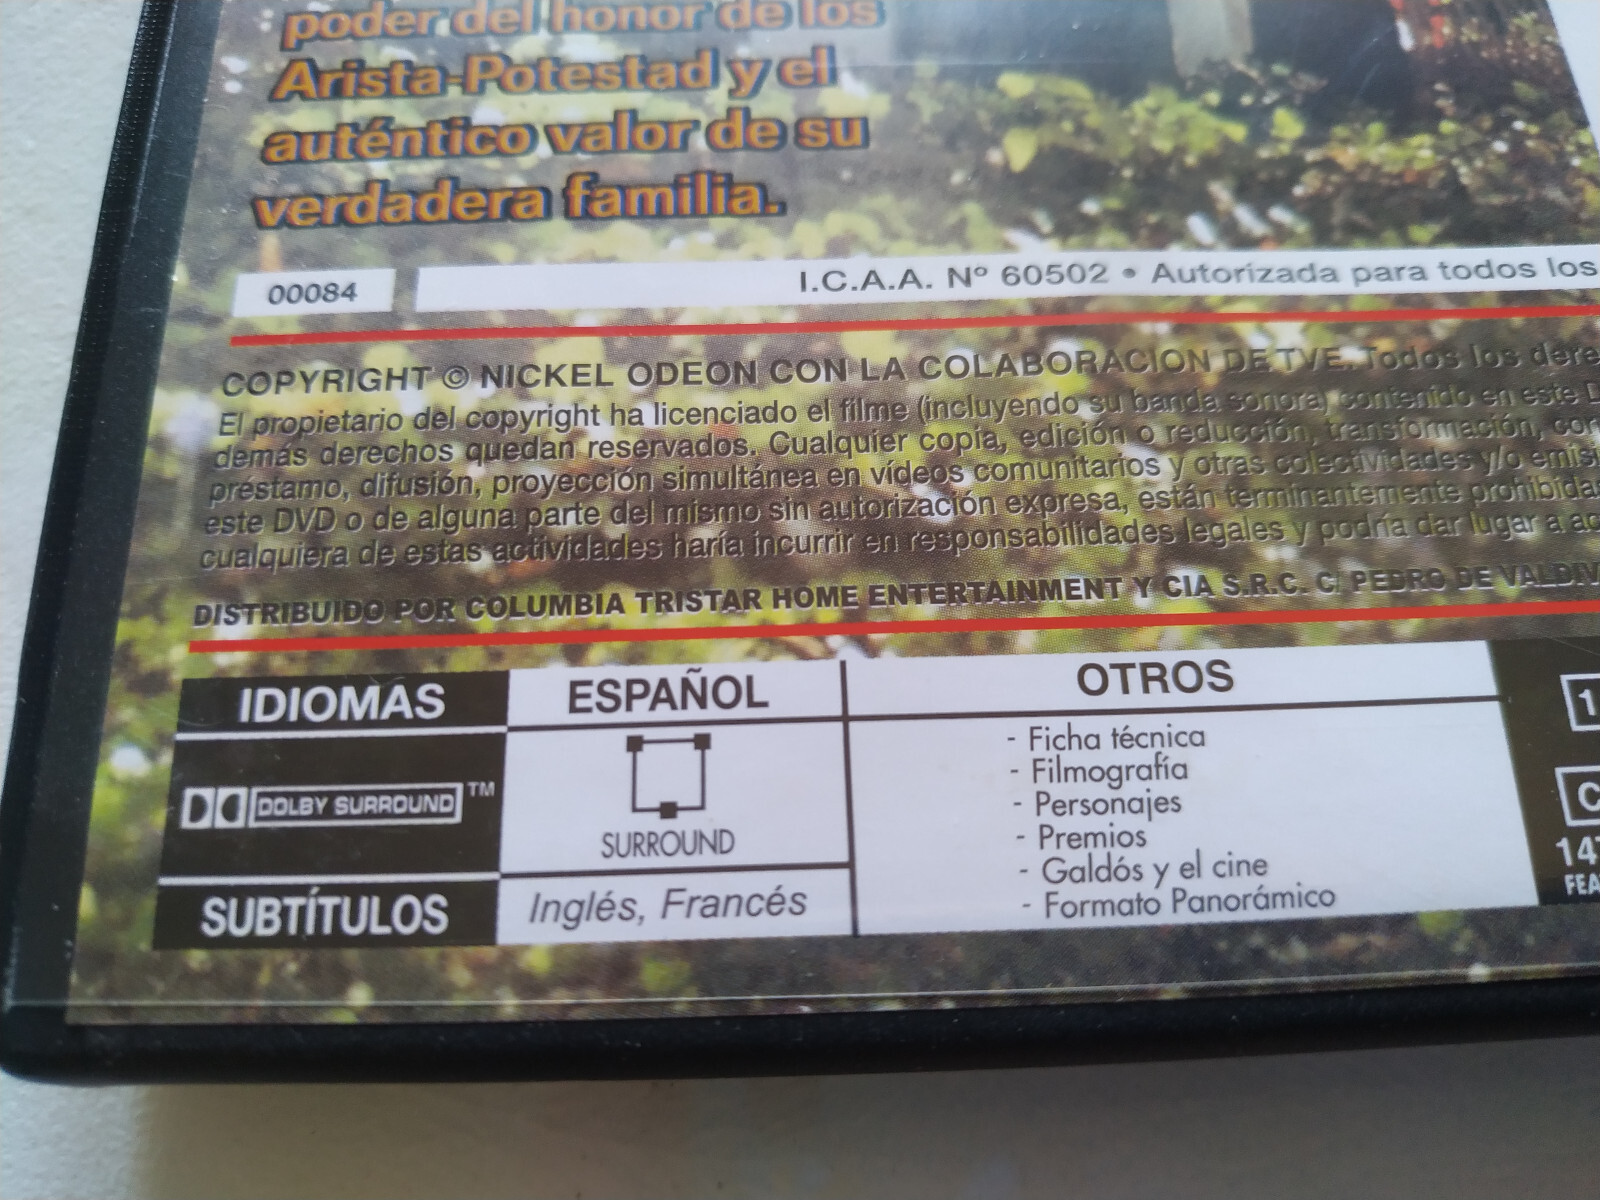 poder del honor de los
Arista-Potestad y el
auténtico valor de su
verdadera familia.
00084
I.C.A.A. Nº 60502 • Autorizada para todos los
COPYRIGHT © NICKEL ODEON CON LA COLABORACION DE TVE. Todos los dere
El propietario del copyright ha licenciado el filme (incluyendo su banda sonora) contenido en este D
demás derechos quedan reservados. Cualquier copia, edición o reducción, transformación, con
préstamo, difusión, proyección simultánea en vídeos comunitarios y otras colectividades y/o emisi
este DVD o de alguna parte del mismo sin autorización expresa, están terminantemente prohibida
cualquiera de estas actividades haría incurrir en responsabilidades legales y podría dar lugar a ac
DISTRIBUIDO POR COLUMBIA TRISTAR HOME ENTERTAINMENT Y CIA S.R.C. C/ PEDRO DE VALDIV
IDIOMAS
ESPAÑOL
OTROS
DOLBY SURROUND ™
SURROUND
SUBTÍTULOS
Inglés, Francés
- Ficha técnica
- Filmografía
- Personajes
- Premios
- Galdós y el cine
- Formato Panorámico
1
C
147
FEA